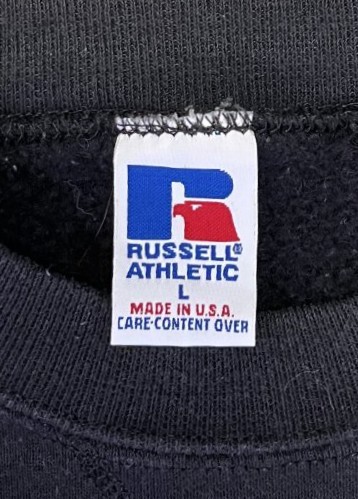 RUSSELL®
ATHLETIC
L
MADE IN U.S.A.
CARE-CONTENT OVER